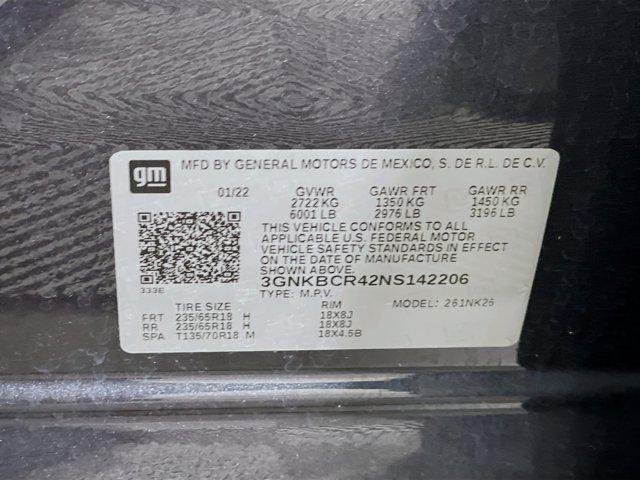 gm MFD BY GENERAL MOTORS DE MEXICO, S. DE R.L. DE C.V.
01/22 GVWR GAWR FRT GAWR RR
2722 KG 1350 KG 1450 KG
6001 LB 2976 LB 3196 LB
THIS VEHICLE CONFORMS TO ALL
APPLICABLE U.S. FEDERAL MOTOR
VEHICLE SAFETY STANDARDS IN EFFECT
ON THE DATE OF MANUFACTURE
SHOWN ABOVE.
333E 3GNKBCR42NS142206
TYPE: M.P.V. MODEL: 261NK26
TIRE SIZE RIM
FRT 235/65R18 H 18X8J
RR 235/65R18 H 18X8J
SPA T135/70R18 M 18X4.5B